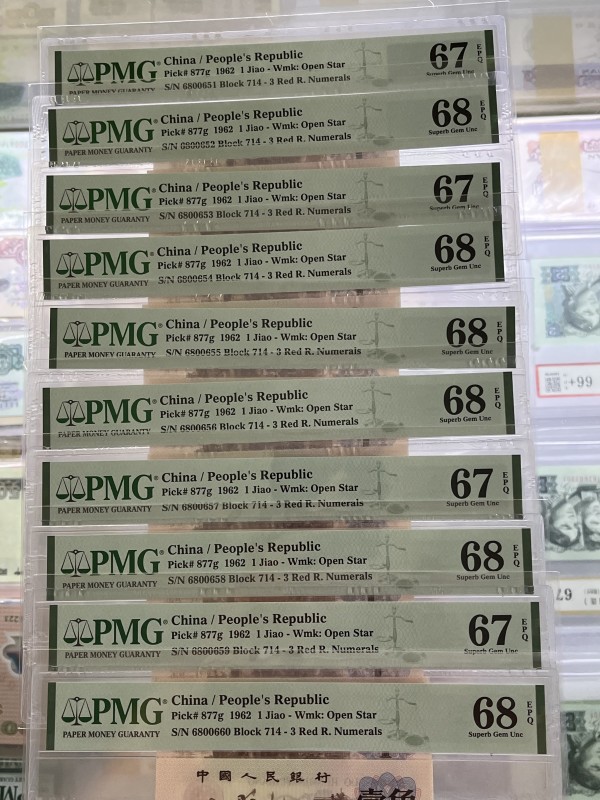 PMG
PAPER MONEY GUARANTY
China / People's Republic
Pick# 877g 1962 1 Jiao - Wmk: Open Star
S/N 6800651 Block 714 - 3 Red R. Numerals
67
EPQ
Superb Gem Unc
PMG
PAPER MONEY GUARANTY
China / People's Republic
Pick# 877g 1962 1 Jiao - Wmk: Open Star
S/N 6800652 Block 714 - 3 Red R. Numerals
68
EPQ
Superb Gem Unc
PMG
PAPER MONEY GUARANTY
China / People's Republic
Pick# 877g 1962 1 Jiao - Wmk: Open Star
S/N 6800653 Block 714 - 3 Red R. Numerals
67
EPQ
Superb Gem Unc
PMG
PAPER MONEY GUARANTY
China / People's Republic
Pick# 877g 1962 1 Jiao - Wmk: Open Star
S/N 6800654 Block 714 - 3 Red R. Numerals
68
EPQ
Superb Gem Unc
PMG
PAPER MONEY GUARANTY
China / People's Republic
Pick# 877g 1962 1 Jiao - Wmk: Open Star
S/N 6800655 Block 714 - 3 Red R. Numerals
68
EPQ
Superb Gem Unc
PMG
PAPER MONEY GUARANTY
China / People's Republic
Pick# 877g 1962 1 Jiao - Wmk: Open Star
S/N 6800656 Block 714 - 3 Red R. Numerals
68
EPQ
Superb Gem Unc
PMG
PAPER MONEY GUARANTY
China / People's Republic
Pick# 877g 1962 1 Jiao - Wmk: Open Star
S/N 6800657 Block 714 - 3 Red R. Numerals
67
EPQ
Superb Gem Unc
PMG
PAPER MONEY GUARANTY
China / People's Republic
Pick# 877g 1962 1 Jiao - Wmk: Open Star
S/N 6800658 Block 714 - 3 Red R. Numerals
68
EPQ
Superb Gem Unc
PMG
PAPER MONEY GUARANTY
China / People's Republic
Pick# 877g 1962 1 Jiao - Wmk: Open Star
S/N 6800659 Block 714 - 3 Red R. Numerals
67
EPQ
Superb Gem Unc
PMG
PAPER MONEY GUARANTY
China / People's Republic
Pick# 877g 1962 1 Jiao - Wmk: Open Star
S/N 6800660 Block 714 - 3 Red R. Numerals
68
EPQ
Superb Gem Unc
中國人民銀行
壹角
99+
67